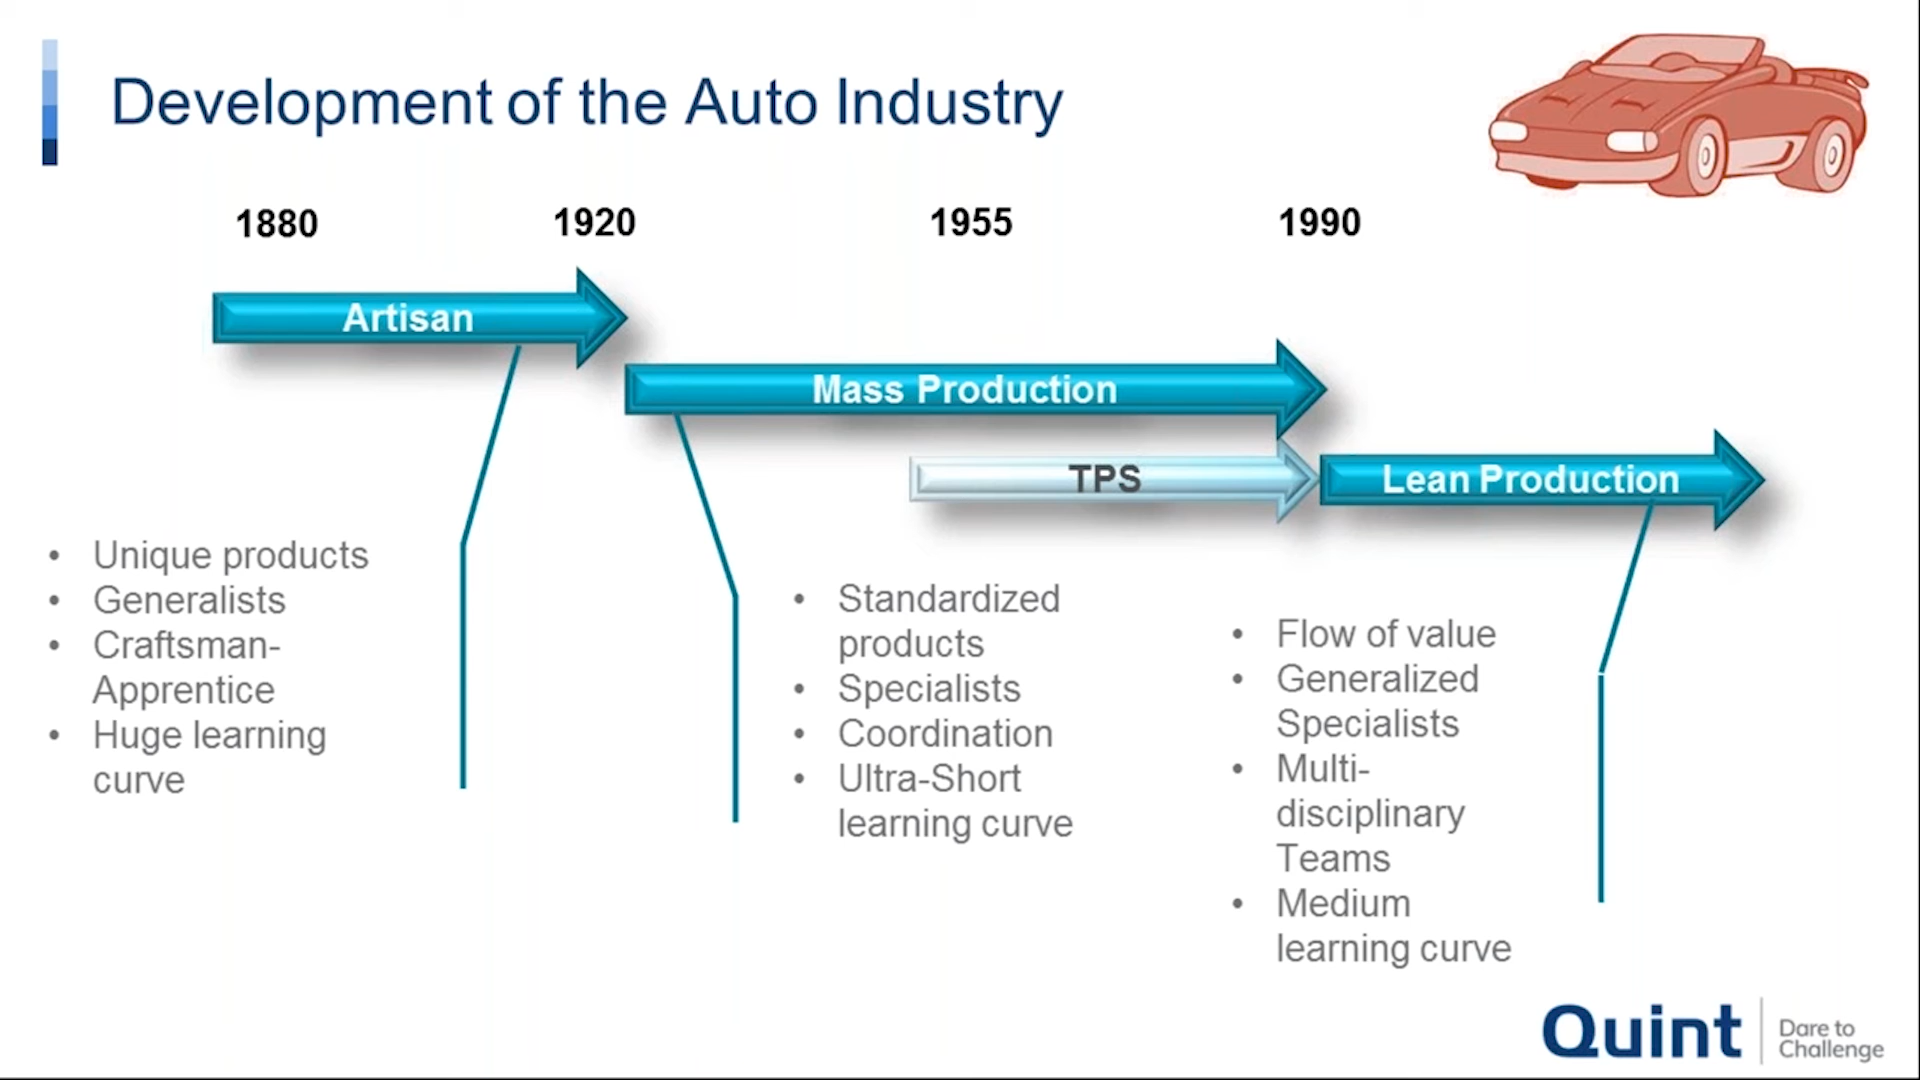 Development of the Auto Industry
1880 1920 1955 1990
Artisan
Mass Production
TPS
Lean Production
• Unique products
• Generalists
• Craftsman-
Apprentice
• Huge learning
curve
• Standardized
products
• Specialists
• Coordination
• Ultra-Short
learning curve
• Flow of value
• Generalized
Specialists
• Multi-
disciplinary
Teams
• Medium
learning curve
Quint
Dare to
Challenge